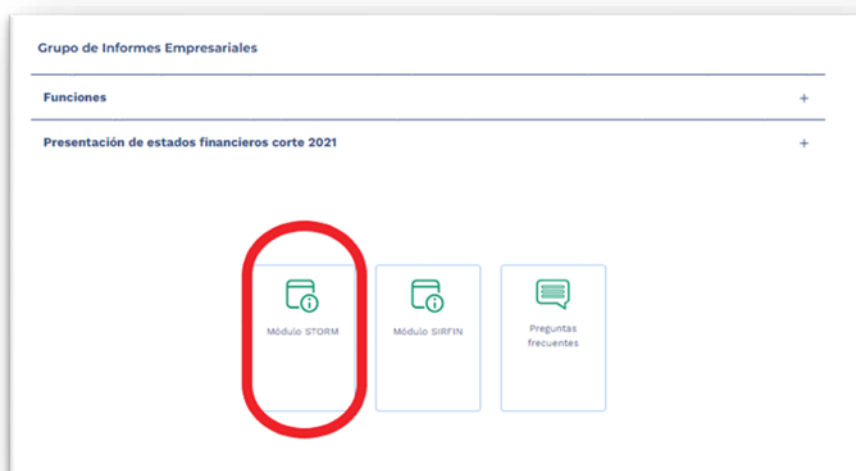 Grupo de Informes Empresariales
Funciones +
Presentación de estados financieros corte 2021 +
Módulo STORM
Módulo SIRFIN
Preguntas
frecuentes